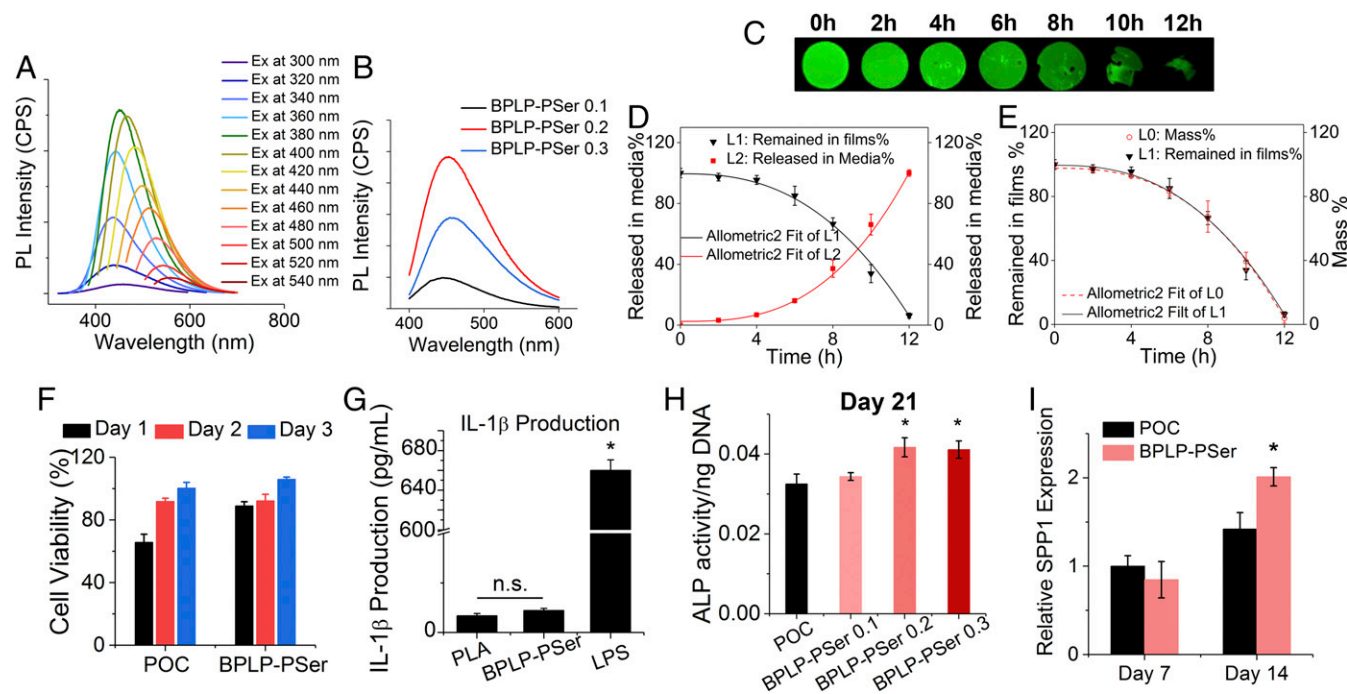 A
PL Intensity (CPS)
Ex at 300 nm
Ex at 320 nm
Ex at 340 nm
Ex at 360 nm
Ex at 380 nm
Ex at 400 nm
Ex at 420 nm
Ex at 440 nm
Ex at 460 nm
Ex at 480 nm
Ex at 500 nm
Ex at 520 nm
Ex at 540 nm
400 600 800
Wavelength (nm)
B
PL Intensity (CPS)
BPLP-PSer 0.1
BPLP-PSer 0.2
BPLP-PSer 0.3
400 500 600
Wavelength (nm)
C
0h 2h 4h 6h 8h 10h 12h
D
Released in media%
120
80
40
0
L1: Remained in films%
L2: Released in Media%
Allometric2 Fit of L1
Allometric2 Fit of L2
120
80
40
0
Released in media%
0 4 8 12
Time (h)
E
Remained in films %
120
80
40
0
L0: Mass%
L1: Remained in films%
Allometric2 Fit of L0
Allometric2 Filt of L1
120
80
40
0
Mass %
0 4 8 12
Time (h)
F
Day 1 Day 2 Day 3
Cell Viability (%)
120
80
40
0
POC BPLP-PSer
G
IL-1β Production
IL-1β Production (pg/mL)
680
660
640
600
0
n.s.
*
PLA BPLP-PSer LPS
H
Day 21
ALP activity/ng DNA
0.04
0.02
0.00
* *
POC BPLP-PSer 0.1 BPLP-PSer 0.2 BPLP-PSer 0.3
I
POC
BPLP-PSer
Relative SPP1 Expression
2
1
0
*
Day 7 Day 14